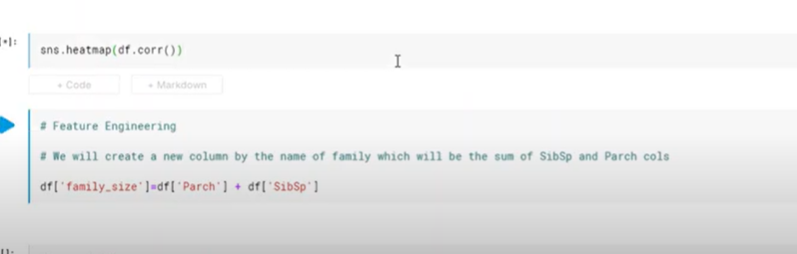 [*]:
sns.heatmap(df.corr())
+ Code + Markdown
# Feature Engineering
# We will create a new column by the name of family which will be the sum of SibSp and Parch cols
df['family_size']=df['Parch'] + df['SibSp']
[]: